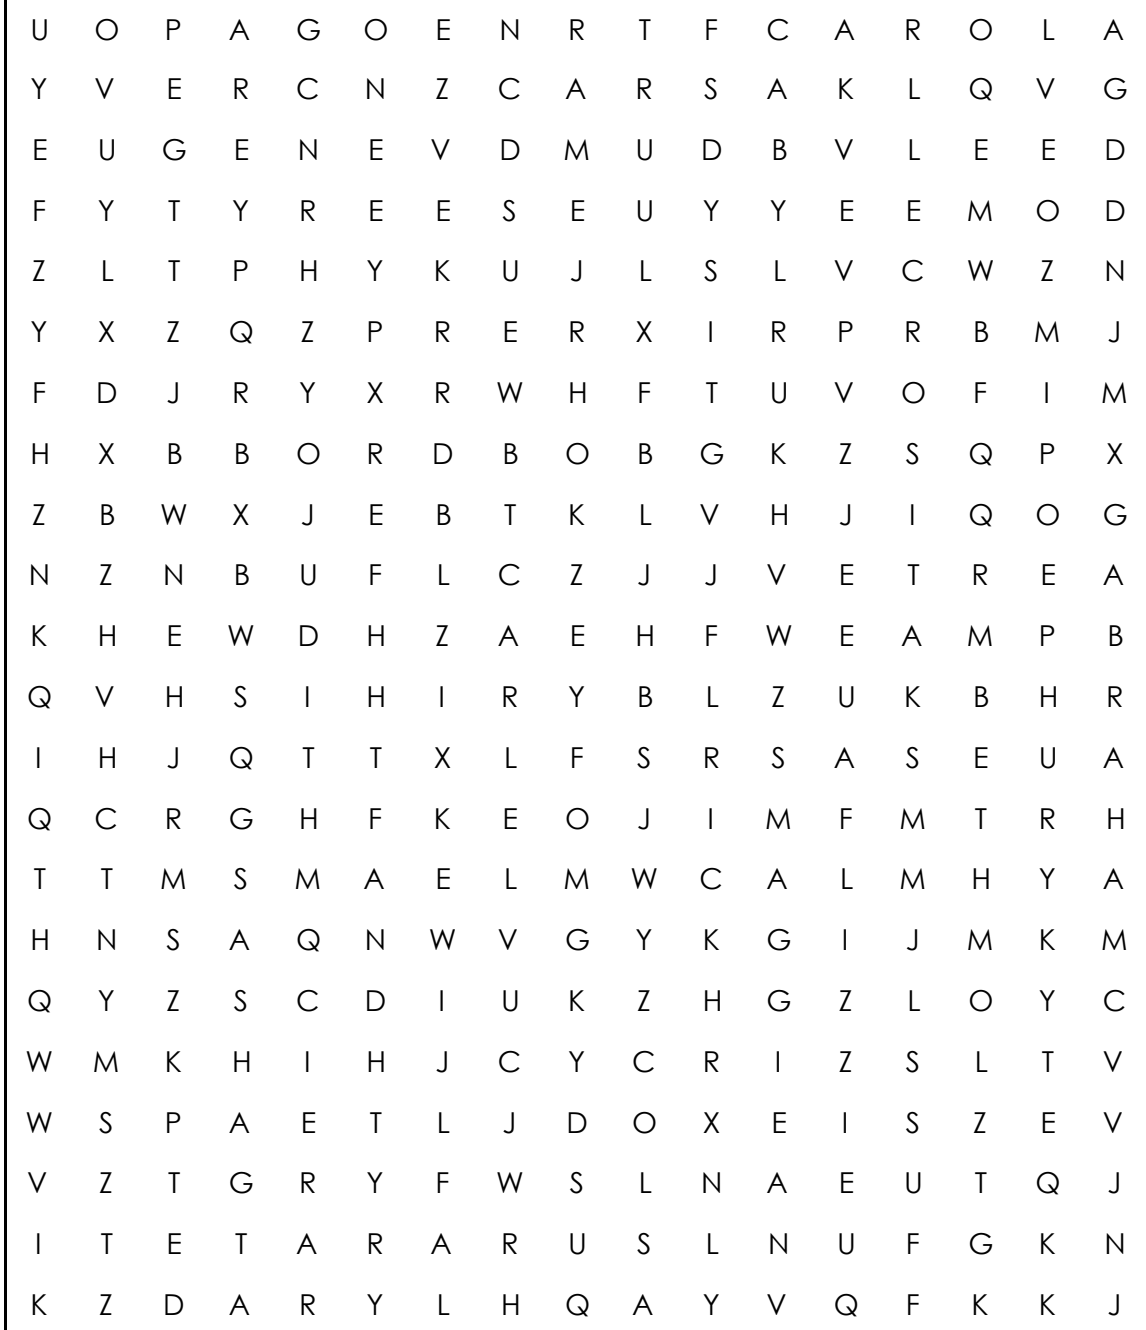 U O P A G O E N R T F C A R O L A
Y V E R C N Z C A R S A K L Q V G
E U G E N E V D M U D B V L E E D
F Y T Y R E E S E U Y Y E E M O D
Z L T P H Y K U J L S L V C W Z N
Y X Z Q Z P R E R X I R P R B M J
F D J R Y X R W H F T U V O F I M
H X B B O R D B O B G K Z S Q P X
Z B W X J E B T K L V H J I Q O G
N Z N B U F L C Z J J V E T R E A
K H E W D H Z A E H F W E A M P B
Q V H S I H I R Y B L Z U K B H R
I H J Q T T X L F S R S A S E U A
Q C R G H F K E O J I M F M T R H
T T M S M A E L M W C A L M H Y A
H N S A Q N W V G Y K G I J M K M
Q Y Z S C D I U K Z H G Z L O Y C
W M K H I H J C Y C R I Z S L T V
W S P A E T L J D O X E I S Z E V
V Z T G R Y F W S L N A E U T Q J
I T E T A R A R U S L N U F G K N
K Z D A R Y L H Q A Y V Q F K K J